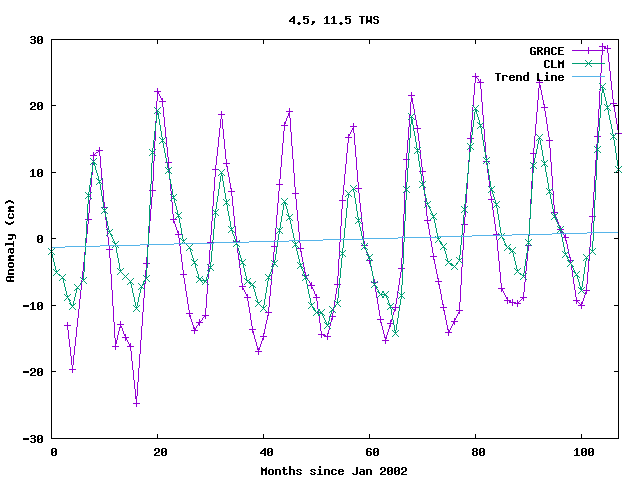 4.5, 11.5 TWS
GRACE
CLM
Trend Line
30
20
10
0
-10
-20
-30
Anomaly (cm)
0 20 40 60 80 100
Months since Jan 2002